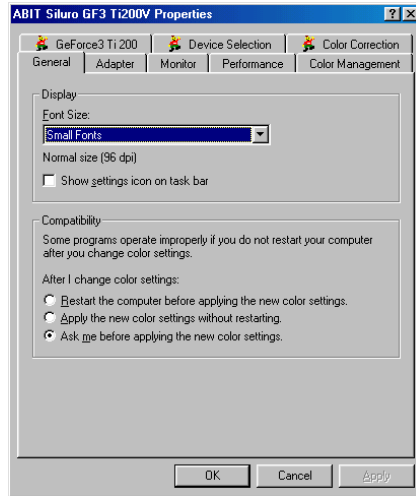 ABIT Siluro GF3 Ti200V Properties
GeForce3 Ti 200 Device Selection Color Correction
General Adapter Monitor Performance Color Management
Display
Font Size:
Small Fonts
Normal size (96 dpi)
Show settings icon on task bar
Compatibility
Some programs operate improperly if you do not restart your computer
after you change color settings.
After I change color settings:
Restart the computer before applying the new color settings.
Apply the new color settings without restarting.
Ask me before applying the new color settings.
OK Cancel Apply